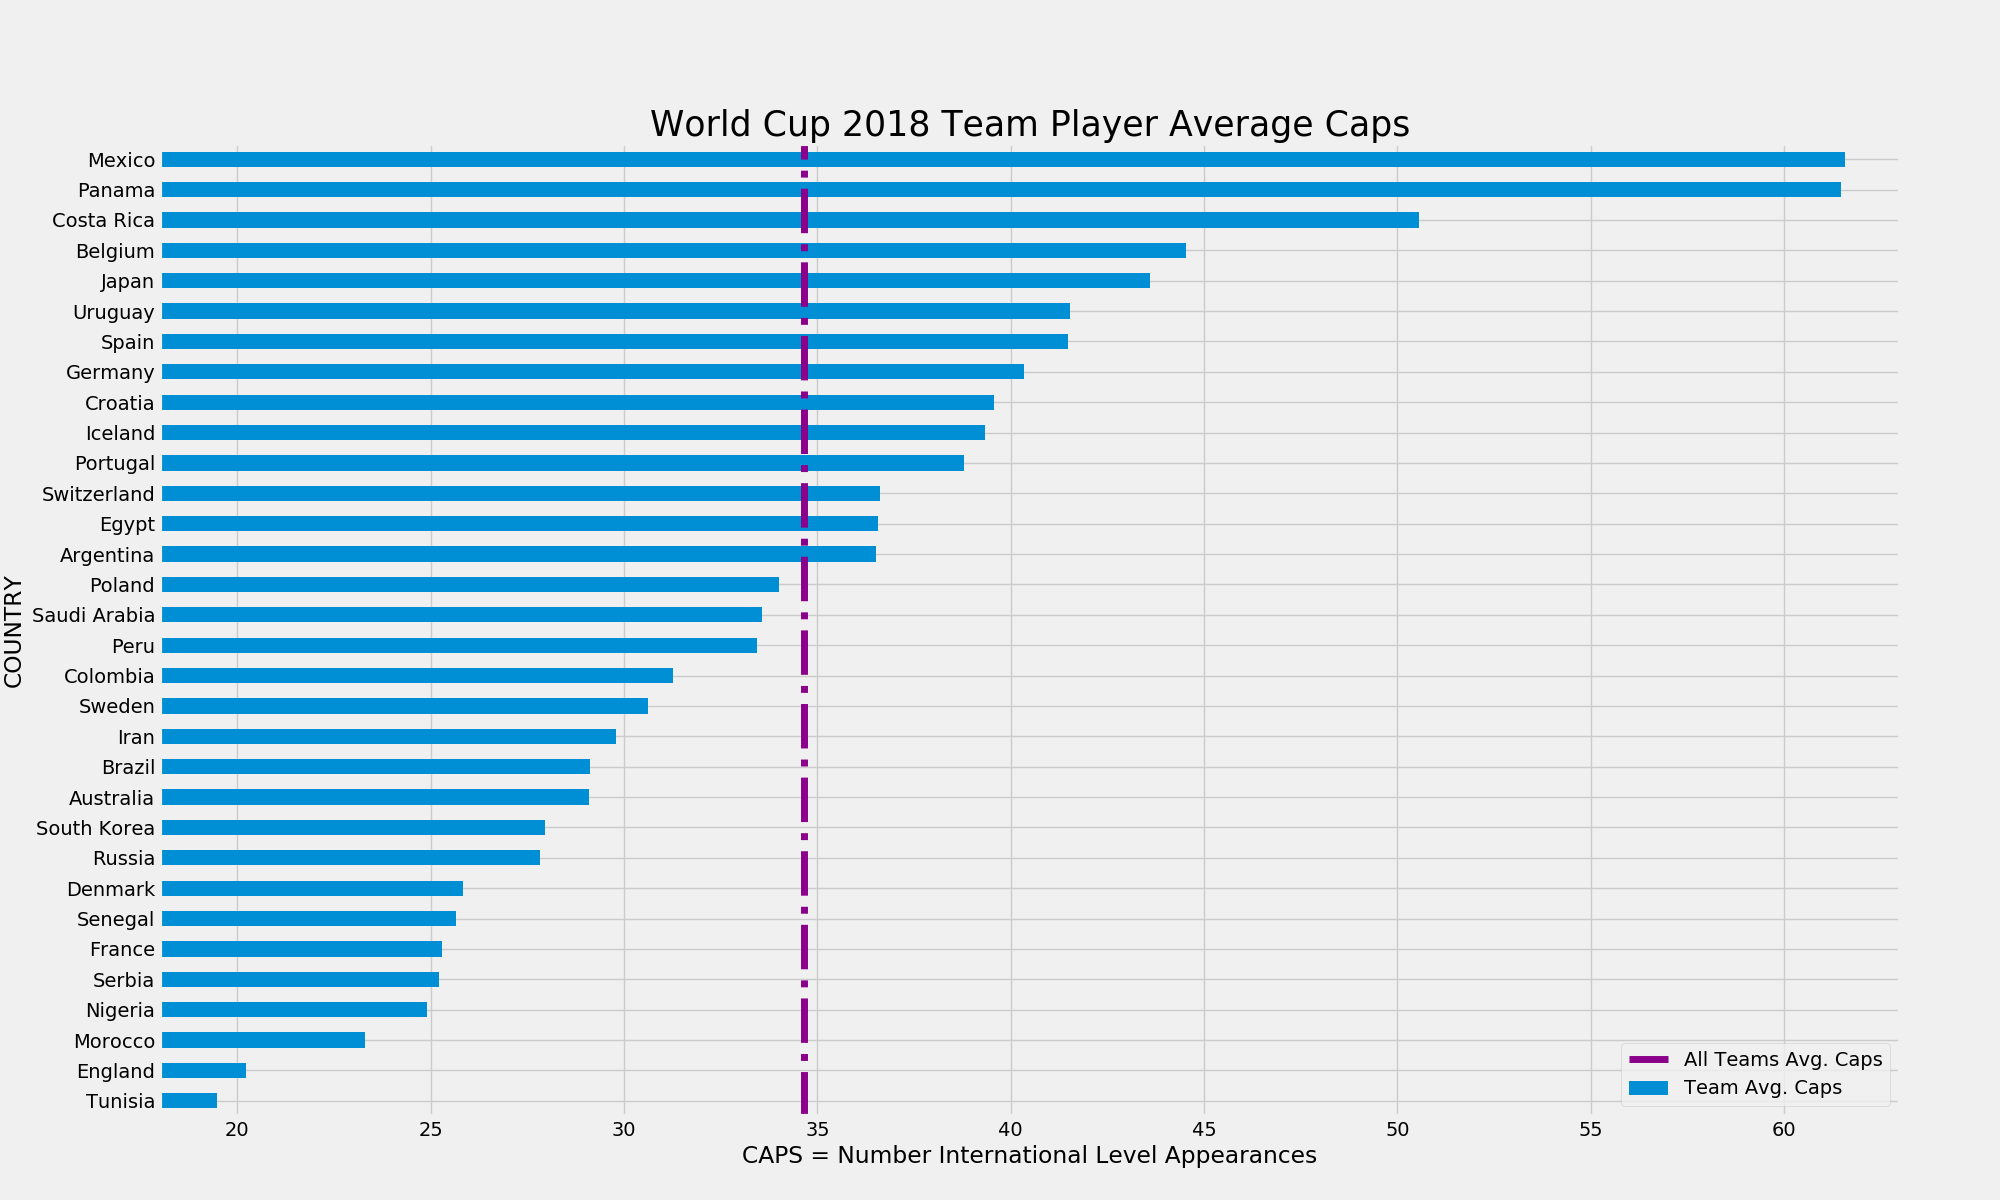 World Cup 2018 Team Player Average Caps
Mexico
Panama
Costa Rica
Belgium
Japan
Uruguay
Spain
Germany
Croatia
Iceland
Portugal
Switzerland
Egypt
Argentina
Poland
Saudi Arabia
Peru
Colombia
Sweden
Iran
Brazil
Australia
South Korea
Russia
Denmark
Senegal
France
Serbia
Nigeria
Morocco
England
Tunisia
COUNTRY
All Teams Avg. Caps
Team Avg. Caps
20 25 30 35 40 45 50 55 60
CAPS = Number International Level Appearances